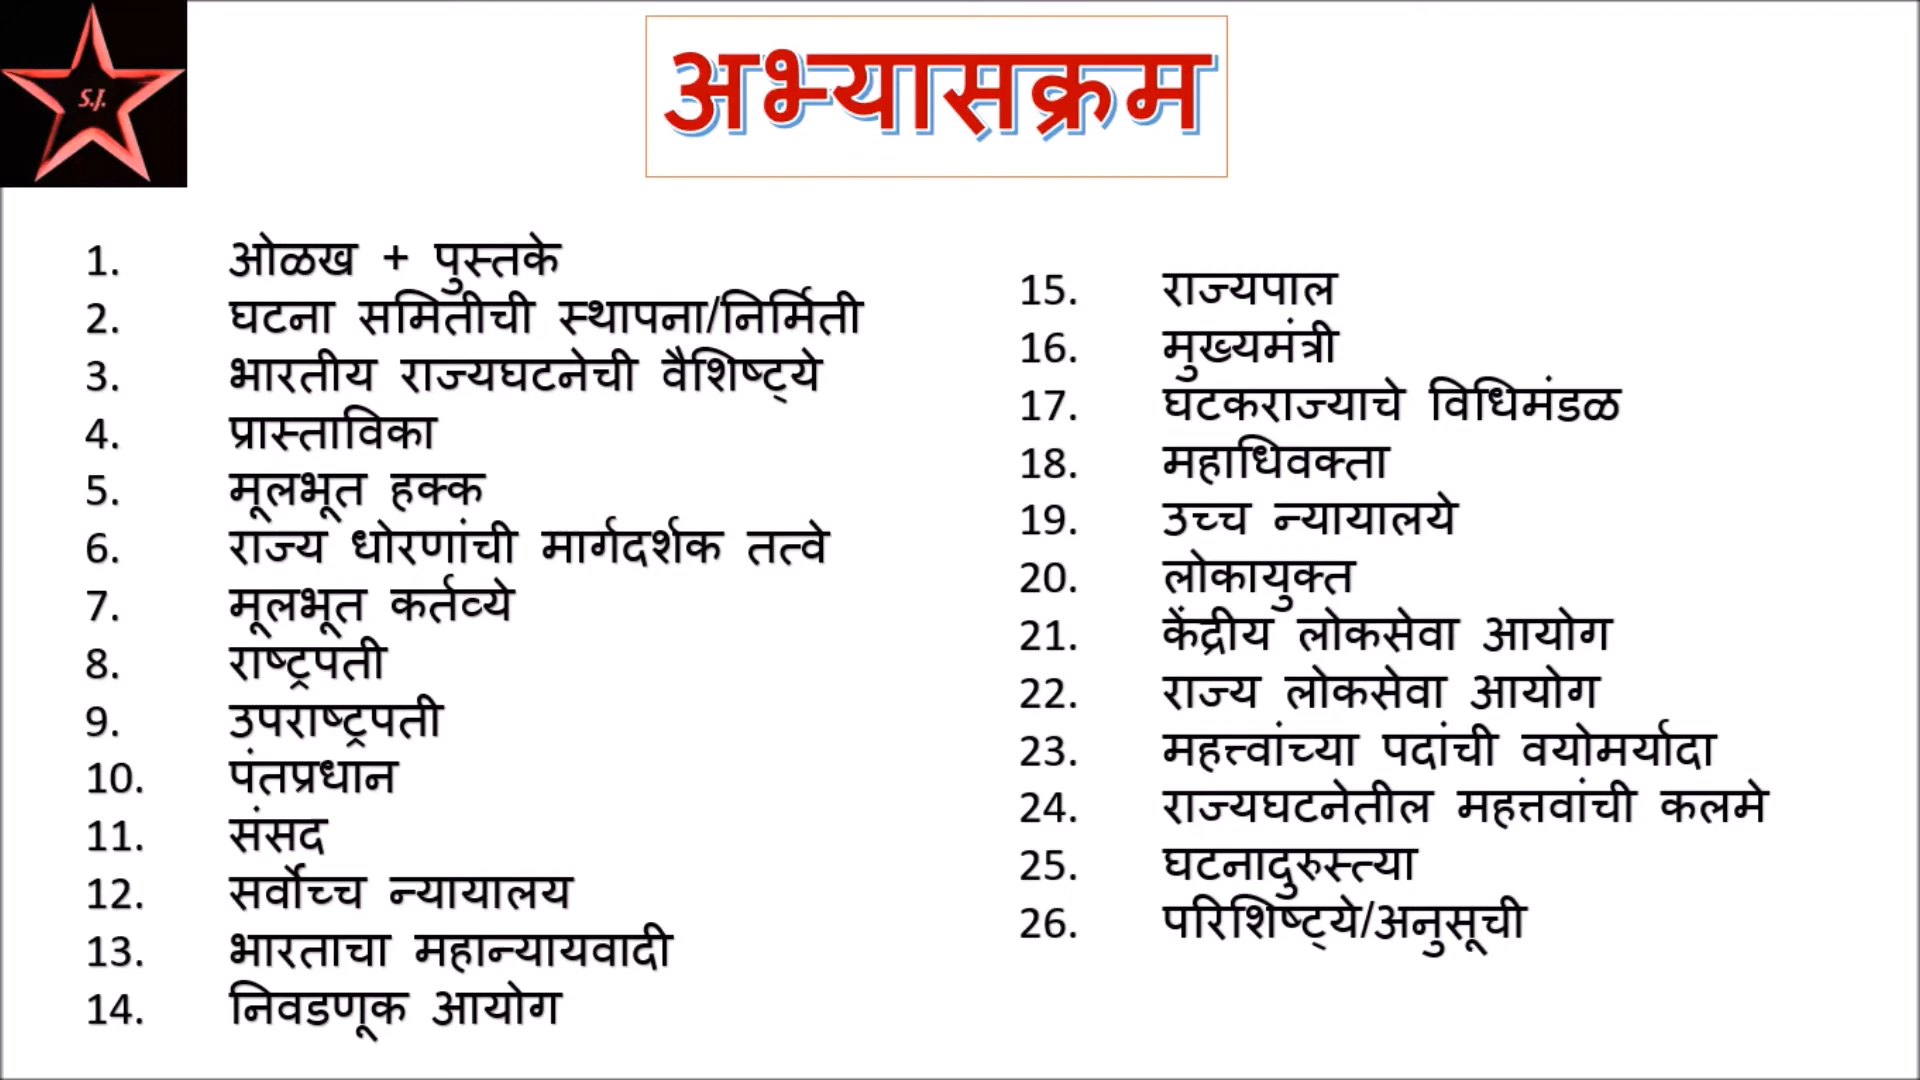 S.J.
अभ्यासक्रम
1. ओळख + पुस्तके
2. घटना समितीची स्थापना/निर्मिती
3. भारतीय राज्यघटनेची वैशिष्ट्ये
4. प्रास्ताविका
5. मूलभूत हक्क
6. राज्य धोरणांची मार्गदर्शक तत्वे
7. मूलभूत कर्तव्ये
8. राष्ट्रपती
9. उपराष्ट्रपती
10. पंतप्रधान
11. संसद
12. सर्वोच्च न्यायालय
13. भारताचा महान्यायवादी
14. निवडणूक आयोग
15. राज्यपाल
16. मुख्यमंत्री
17. घटकराज्याचे विधिमंडळ
18. महाधिवक्ता
19. उच्च न्यायालये
20. लोकायुक्त
21. केंद्रीय लोकसेवा आयोग
22. राज्य लोकसेवा आयोग
23. महत्त्वांच्या पदांची वयोमर्यादा
24. राज्यघटनेतील महत्तवांची कलमे
25. घटनादुरुस्त्या
26. परिशिष्ट्ये/अनुसूची